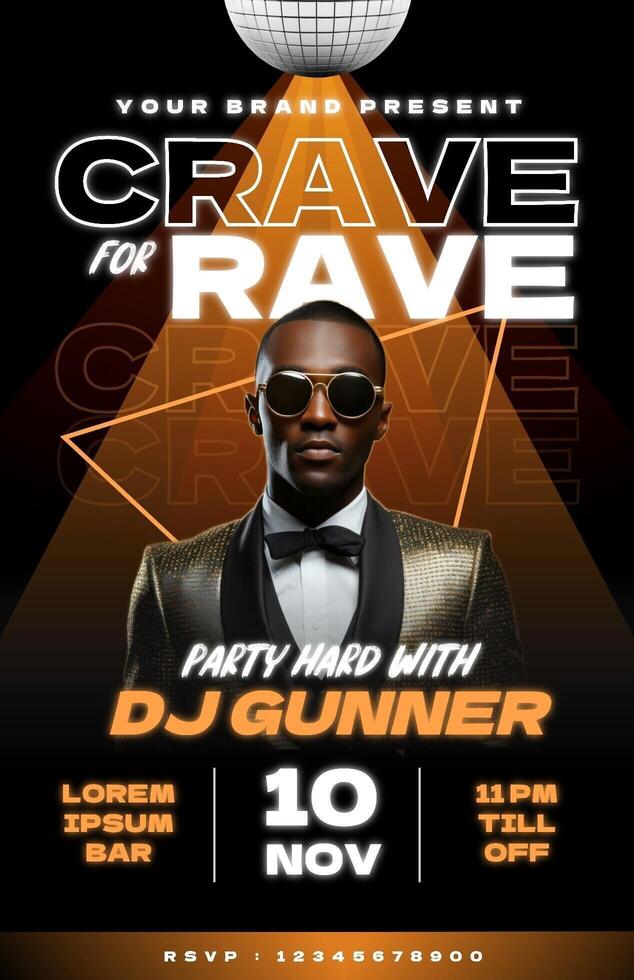 YOUR BRAND PRESENT
CRAVE
FOR RAVE
CRAVE
CRAVE
PARTY HARD WITH
DJ GUNNER
LOREM
IPSUM
BAR
10
NOV
11 PM
TILL
OFF
RSVP : 12345678900